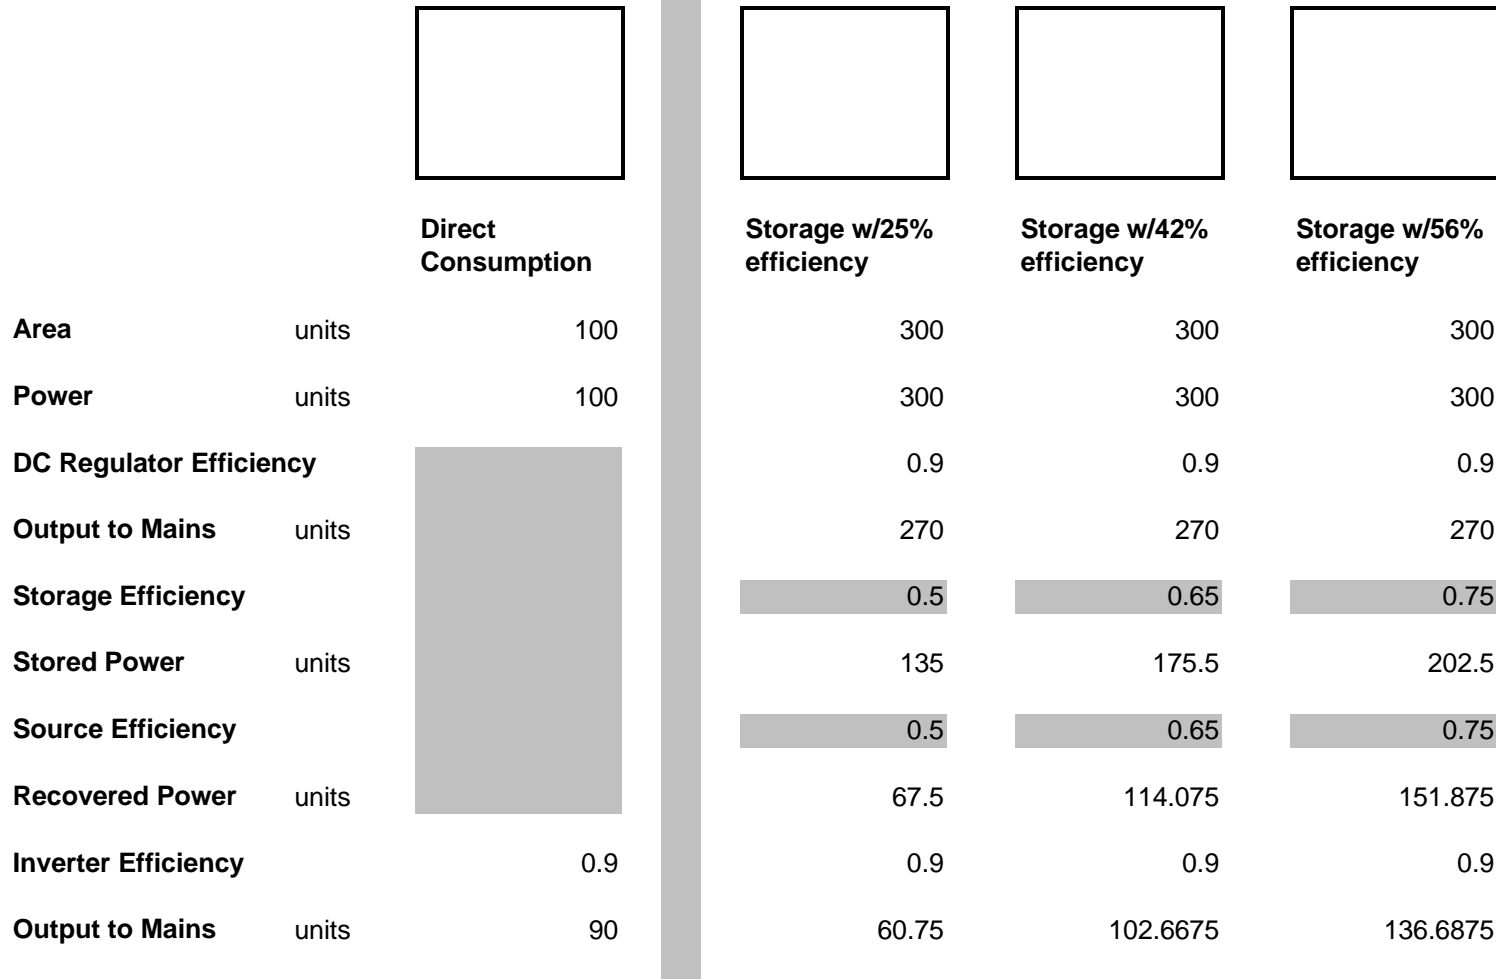 Direct Consumption Storage w/25% efficiency Storage w/42% efficiency Storage w/56% efficiency
Area units 100 300 300 300
Power units 100 300 300 300
DC Regulator Efficiency 0.9 0.9 0.9
Output to Mains units 270 270 270
Storage Efficiency 0.5 0.65 0.75
Stored Power units 135 175.5 202.5
Source Efficiency 0.5 0.65 0.75
Recovered Power units 67.5 114.075 151.875
Inverter Efficiency 0.9 0.9 0.9 0.9
Output to Mains units 90 60.75 102.6675 136.6875